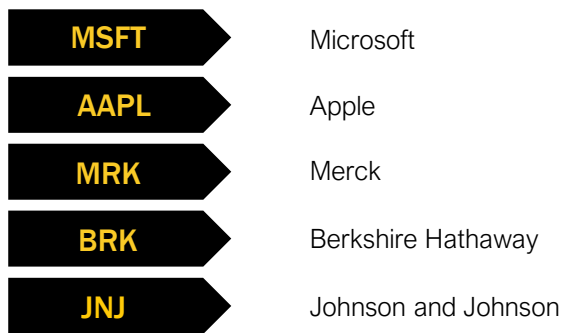 MSFT Microsoft
AAPL Apple
MRK Merck
BRK Berkshire Hathaway
JNJ Johnson and Johnson